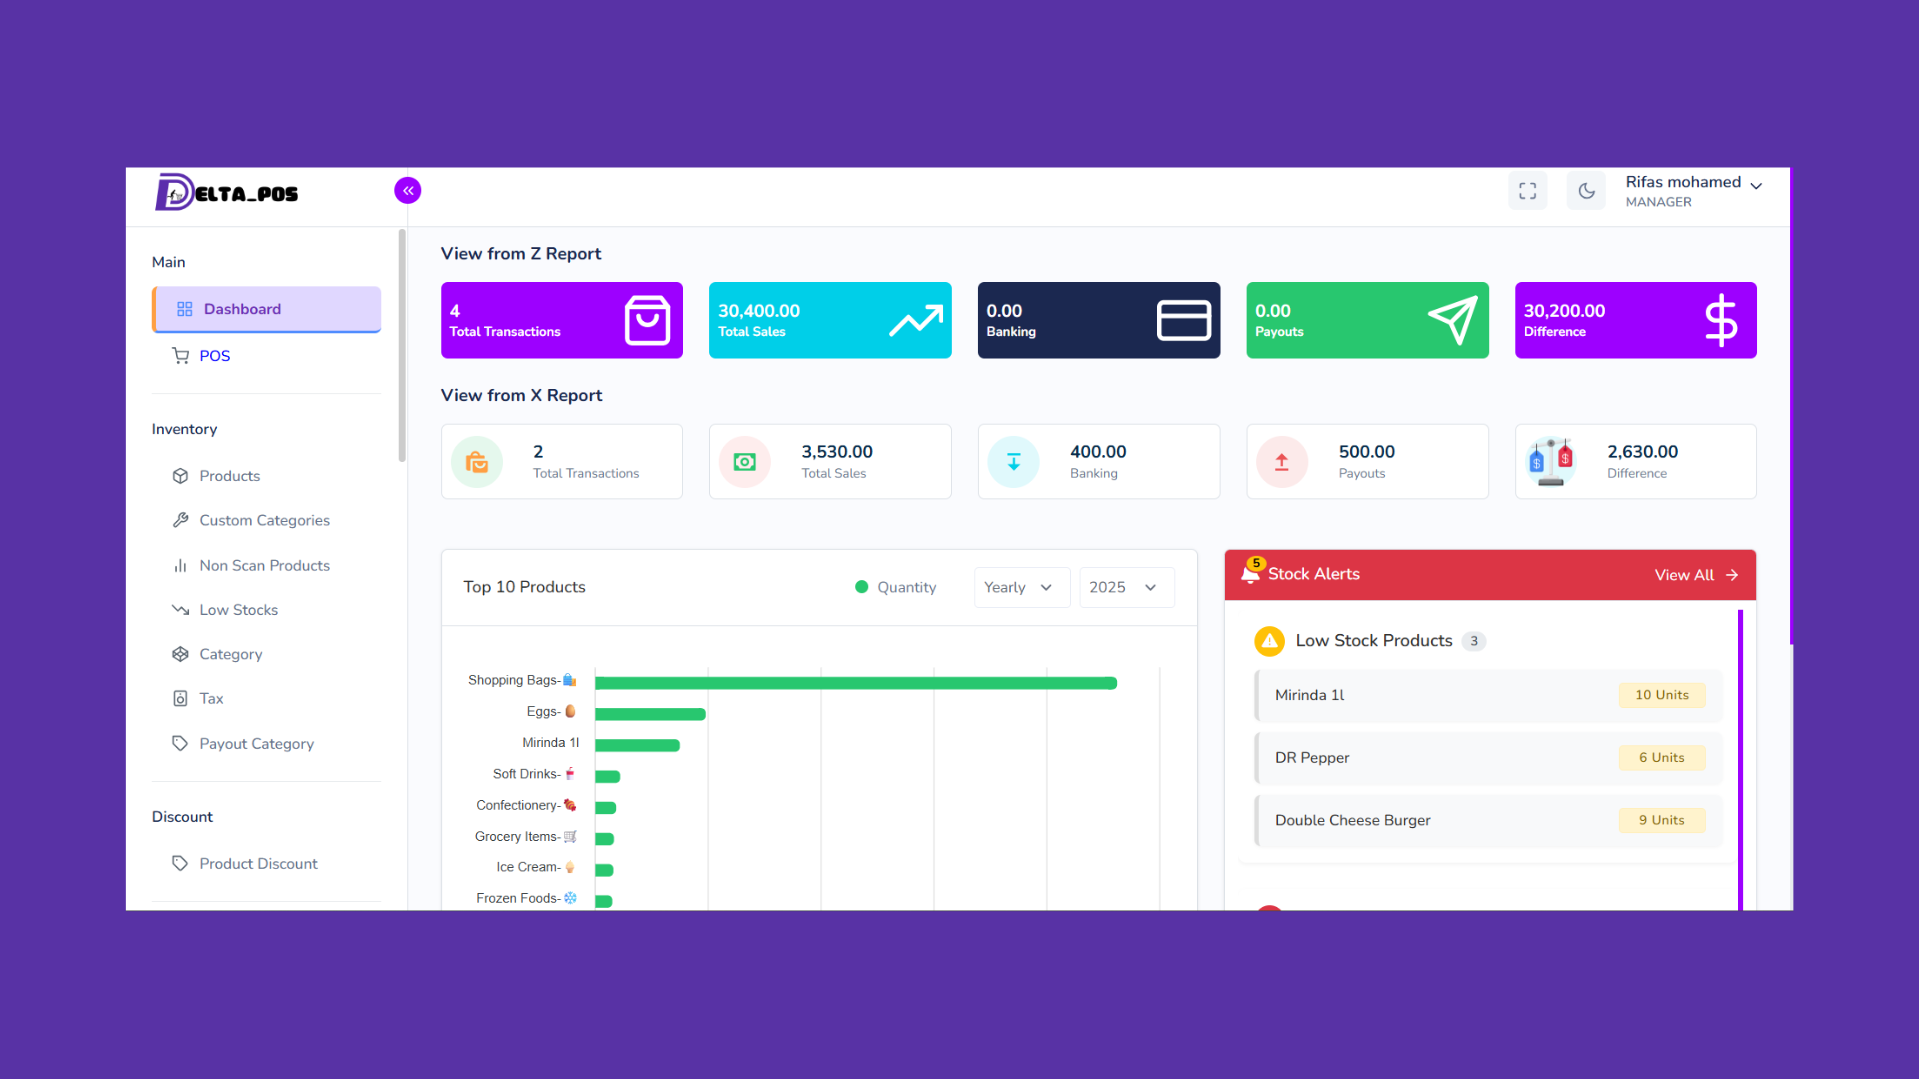 DELTA_POS
Rifas mohamed
MANAGER
Main
Dashboard
POS
Inventory
Products
Custom Categories
Non Scan Products
Low Stocks
Category
Tax
Payout Category
Discount
Product Discount
View from Z Report
4
Total Transactions
30,400.00
Total Sales
0.00
Banking
0.00
Payouts
30,200.00
Difference
View from X Report
2
Total Transactions
3,530.00
Total Sales
400.00
Banking
500.00
Payouts
2,630.00
Difference
Top 10 Products
Quantity
Yearly
2025
Shopping Bags-🛍️
Eggs-🥚
Mirinda 1l
Soft Drinks-🥤
Confectionery-🍬
Grocery Items-🛒
Ice Cream-🍦
Frozen Foods-❄️
5
Stock Alerts
View All
Low Stock Products 3
Mirinda 1l 10 Units
DR Pepper 6 Units
Double Cheese Burger 9 Units